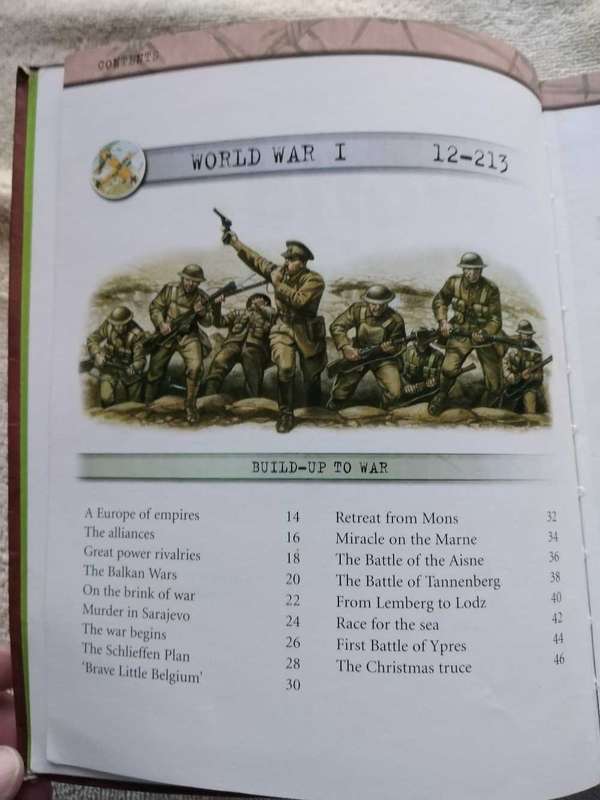 CONTENTS
WORLD WAR I 12–213
BUILD–UP TO WAR
A Europe of empires 14
The alliances 16
Great power rivalries 18
The Balkan Wars 20
On the brink of war 22
Murder in Sarajevo 24
The war begins 26
The Schlieffen Plan 28
‘Brave Little Belgium’ 30
Retreat from Mons 32
Miracle on the Marne 34
The Battle of the Aisne 36
The Battle of Tannenberg 38
From Lemberg to Lodz 40
Race for the sea 42
First Battle of Ypres 44
The Christmas truce 46